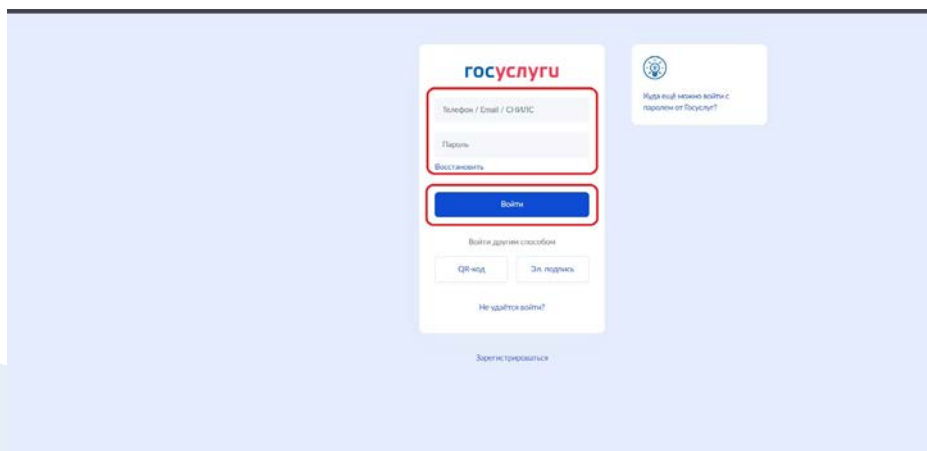 госуслуги
Телефон / Email / СНИЛС
Пароль
Восстановить
Войти
Войти другим способом
QR-код
Эл. подпись
Не удаётся войти?
Зарегистрироваться
Куда ещё можно войти с
паролем от Госуслуг?